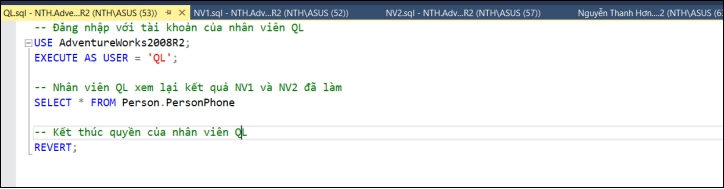 QL.sql - NTH.Adve...R2 (NTH\ASUS (53)) NV1.sql - NTH.Adv...R2 (NTH\ASUS (52)) NV2.sql - NTH.Adv...R2 (NTH\ASUS (57)) Nguyễn Thanh Hơn....2 (NTH\ASUS (6
-- Đăng nhập với tài khoản của nhân viên QL
USE AdventureWorks2008R2;
EXECUTE AS USER = 'QL';
-- Nhân viên QL xem lại kết quả NV1 và NV2 đã làm
SELECT * FROM Person.PersonPhone
-- Kết thúc quyền của nhân viên QL
REVERT;